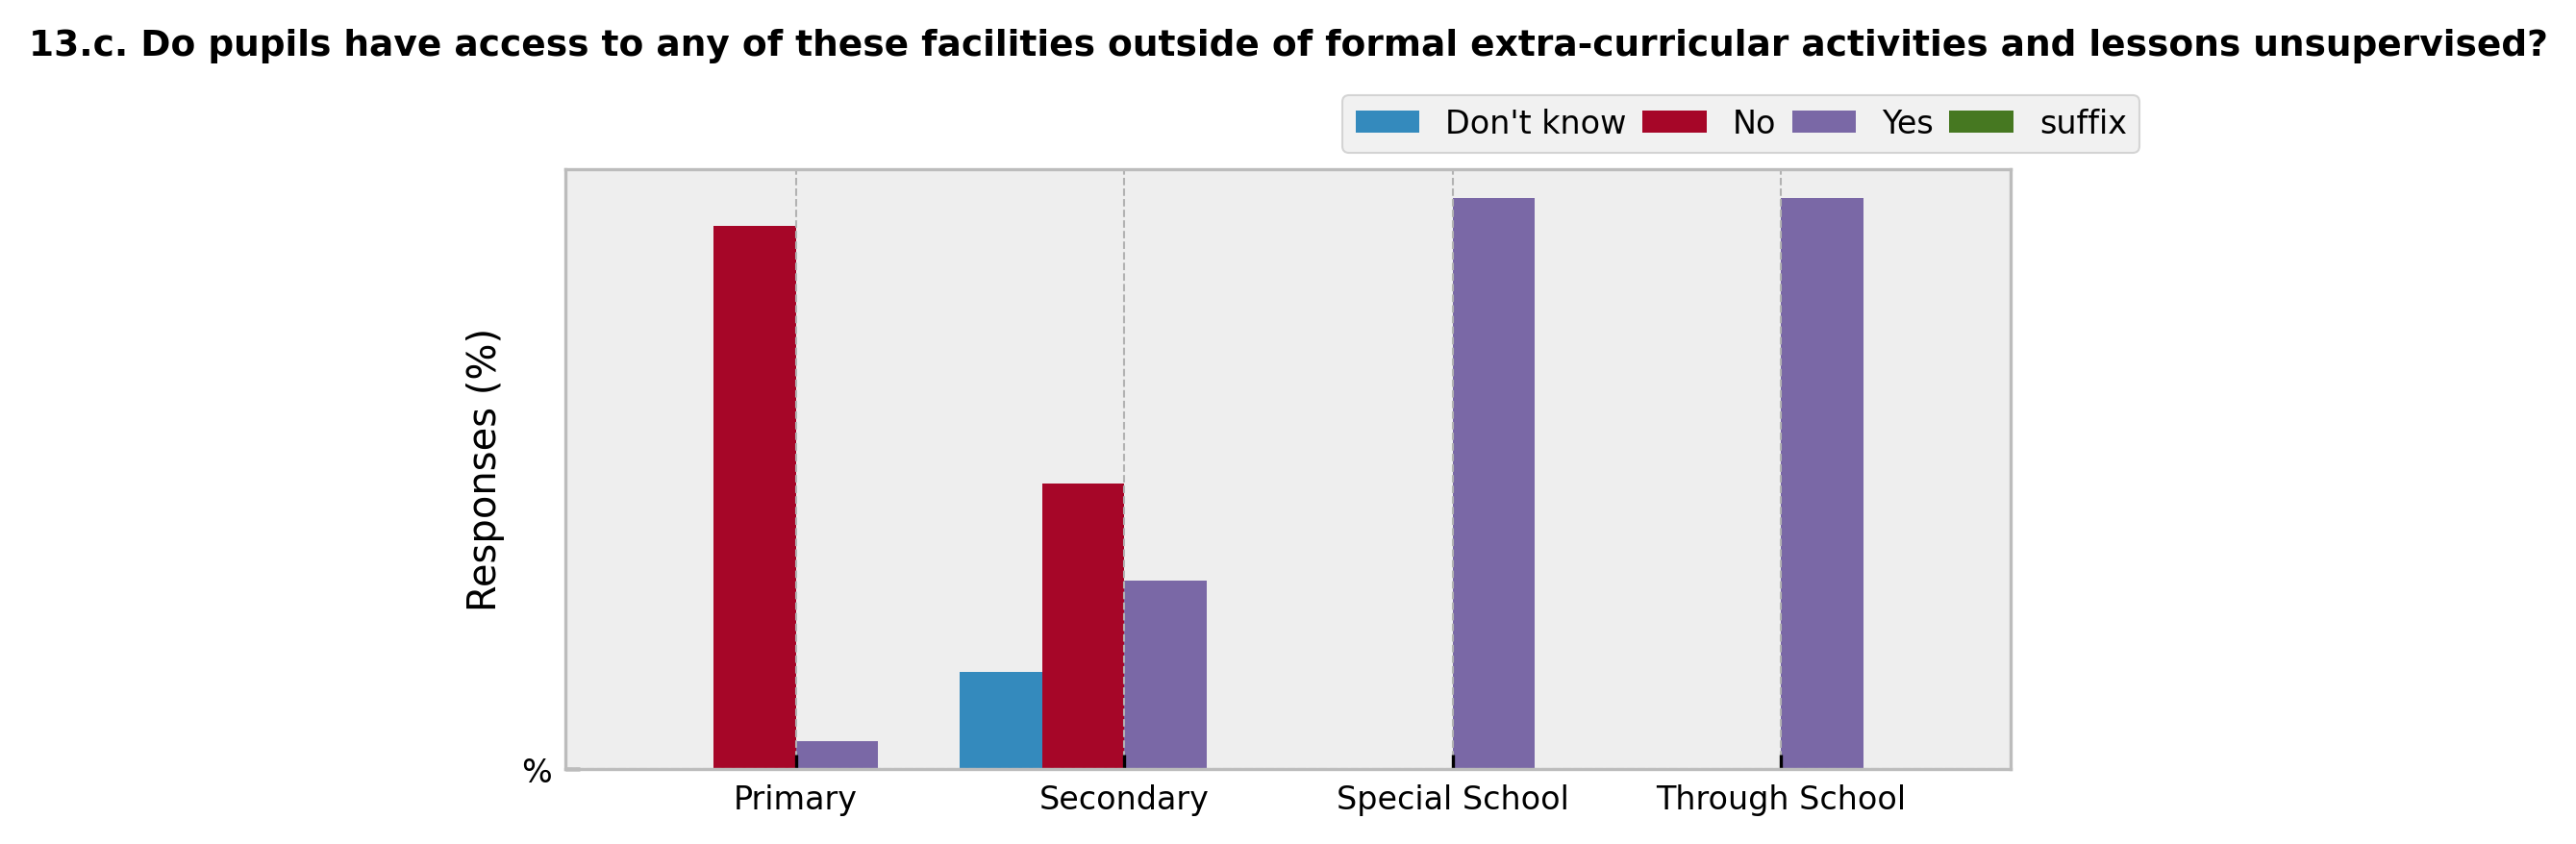 13.c. Do pupils have access to any of these facilities outside of formal extra-curricular activities and lessons unsupervised?
Don't know No Yes suffix
Responses (%)
%
Primary Secondary Special School Through School